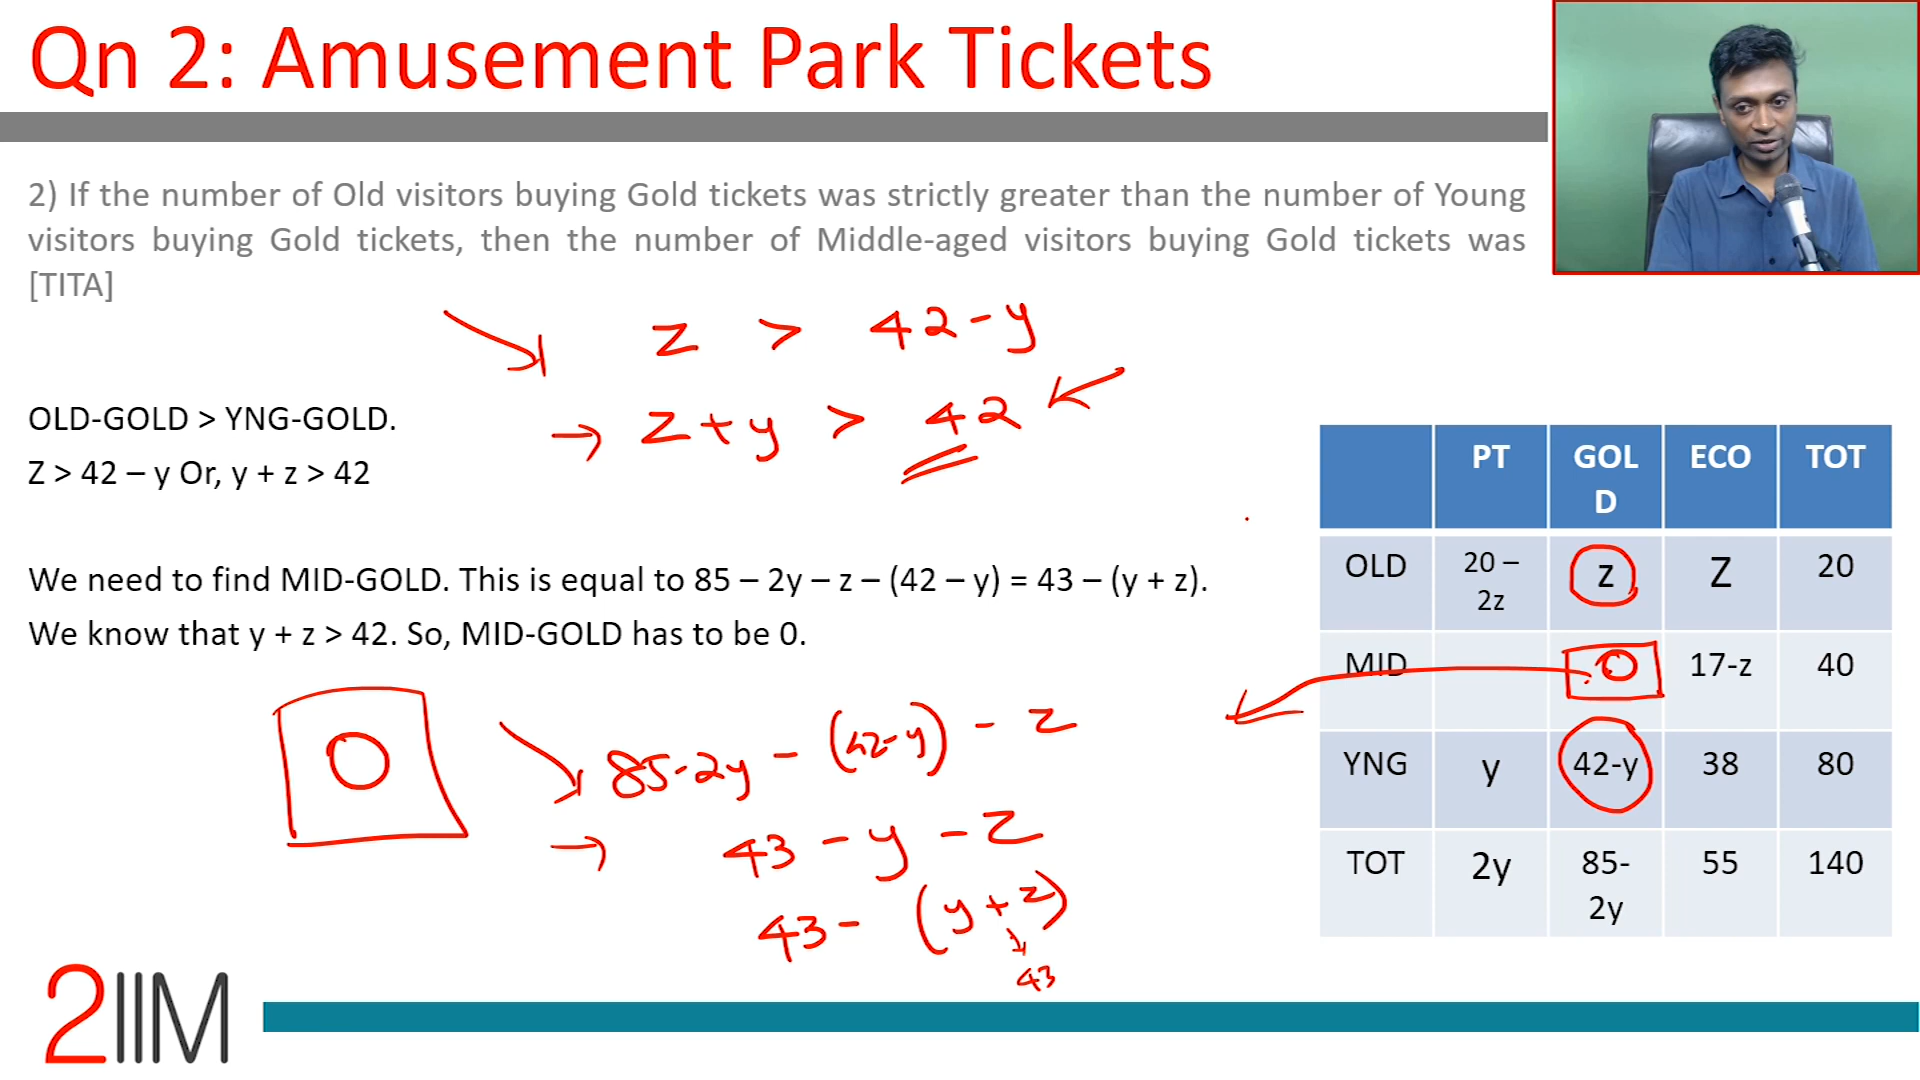 Qn 2: Amusement Park Tickets
2) If the number of Old visitors buying Gold tickets was strictly greater than the number of Young
visitors buying Gold tickets, then the number of Middle-aged visitors buying Gold tickets was
[TITA]
z > 42 - y
→ z + y > 42
OLD-GOLD > YNG-GOLD.
Z > 42 – y Or, y + z > 42
We need to find MID-GOLD. This is equal to 85 – 2y – z – (42 – y) = 43 – (y + z).
We know that y + z > 42. So, MID-GOLD has to be 0.
0
85-2y - (42-y) - z
→ 43 - y - z
43 - (y + z)
43
PT GOL ECO TOT
D
OLD 20 – z Z 20
2z
MID 0 17-z 40
YNG y 42-y 38 80
TOT 2y 85- 55 140
2y
2IIM